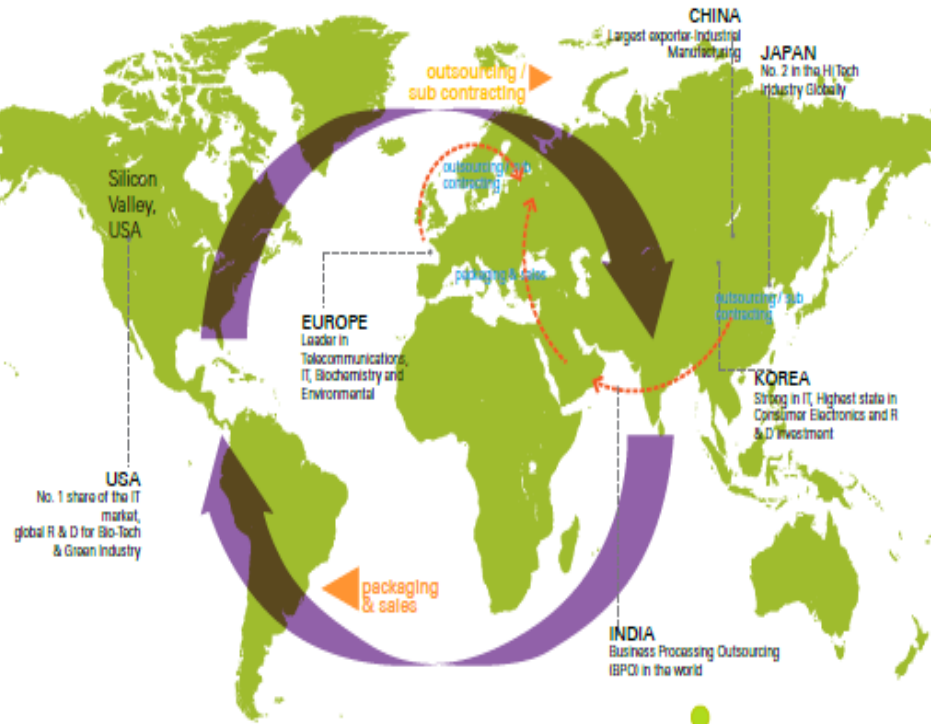 CHINA
Largest exporter-Industrial
Manufacturing
JAPAN
No. 2 in the Hi Tech
Industry Globally
outsourcing /
sub contracting
outsourcing / sub
contracting
Silicon
Valley,
USA
packaging & sales
outsourcing / sub
contracting
EUROPE
Leader in
Telecommunications,
IT, Biochemistry and
Environmental
KOREA
Strong in IT, Highest state in
Consumer Electronics and R
& D investment
USA
No. 1 share of the IT
market,
global R & D for Bio-Tech
& Green Industry
packaging
& sales
INDIA
Business Processing Outsourcing
(BPO) in the world